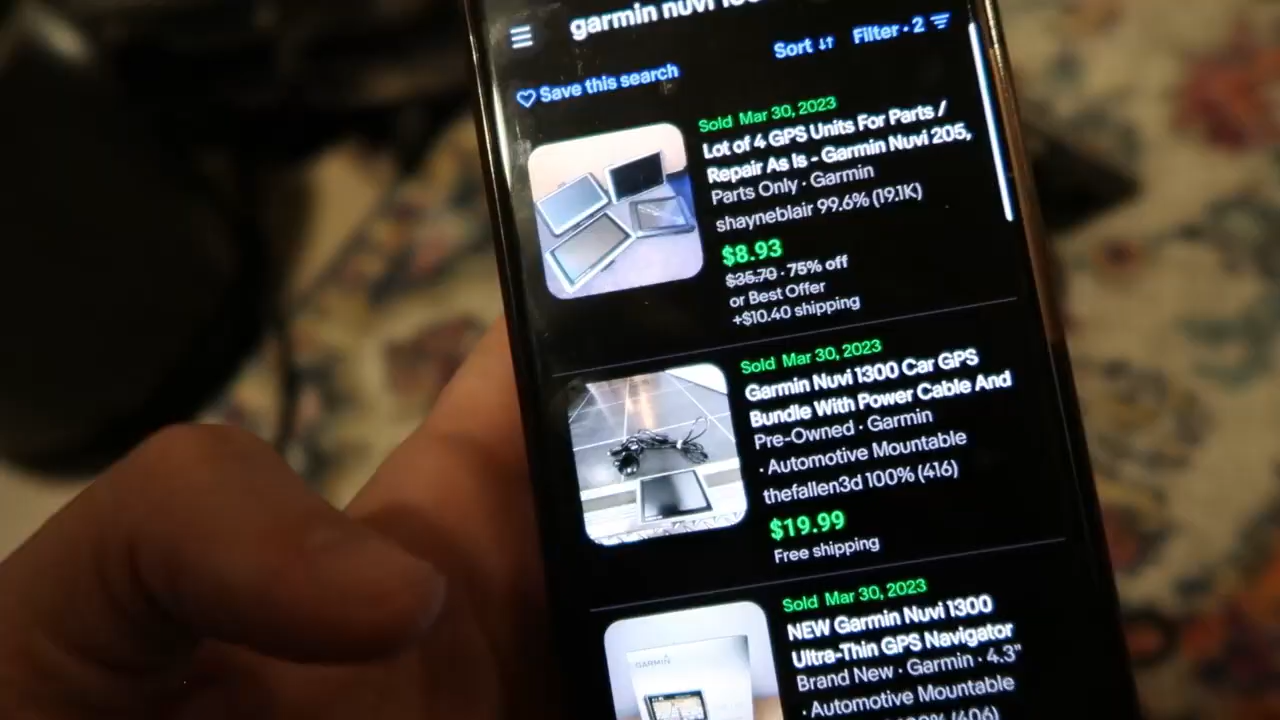 garmin nuvi
Sort Filter • 2
Save this search
Sold Mar 30, 2023
Lot of 4 GPS Units For Parts /
Repair As Is - Garmin Nuvi 205,
Parts Only · Garmin
shayneblair 99.6% (19.1K)
$8.93
$35.70 · 75% off
or Best Offer
+$10.40 shipping
Sold Mar 30, 2023
Garmin Nuvi 1300 Car GPS
Bundle With Power Cable And
Pre-Owned · Garmin
· Automotive Mountable
thefallen3d 100% (416)
$19.99
Free shipping
Sold Mar 30, 2023
NEW Garmin Nuvi 1300
Ultra-Thin GPS Navigator
GARMIN
Brand New · Garmin · 4.3"
· Automotive Mountable
(406)